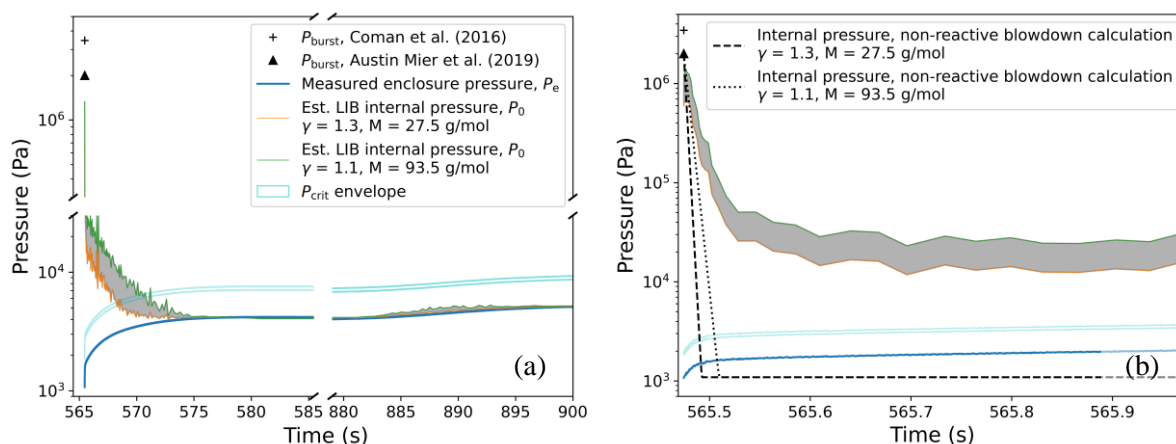 + P_burst, Coman et al. (2016)
▲ P_burst, Austin Mier et al. (2019)
Measured enclosure pressure, P_e
Est. LIB internal pressure, P_0
γ = 1.3, M = 27.5 g/mol
Est. LIB internal pressure, P_0
γ = 1.1, M = 93.5 g/mol
P_crit envelope
Pressure (Pa)
10^6
10^4
10^3
565 570 575 580 585 880 885 890 895 900
Time (s)
(a)
Internal pressure, non-reactive blowdown calculation
γ = 1.3, M = 27.5 g/mol
Internal pressure, non-reactive blowdown calculation
γ = 1.1, M = 93.5 g/mol
Pressure (Pa)
10^6
10^5
10^4
10^3
565.5 565.6 565.7 565.8 565.9
Time (s)
(b)